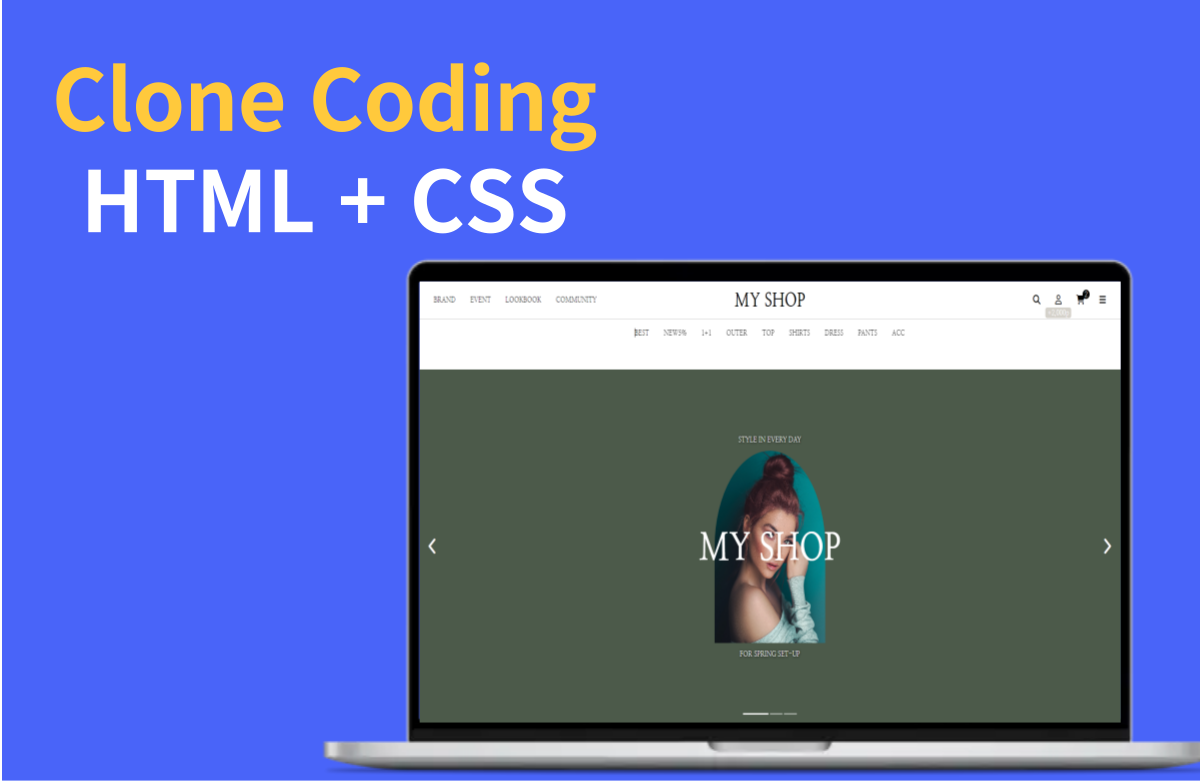 Clone Coding
HTML + CSS
BRAND EVENT LOOKBOOK COMMUNITY MY SHOP
BEST NEW5% 1+1 OUTER TOP SHIRTS DRESS PANTS ACC
STYLE IN EVERY DAY
MY SHOP
FOR SPRING SET-UP